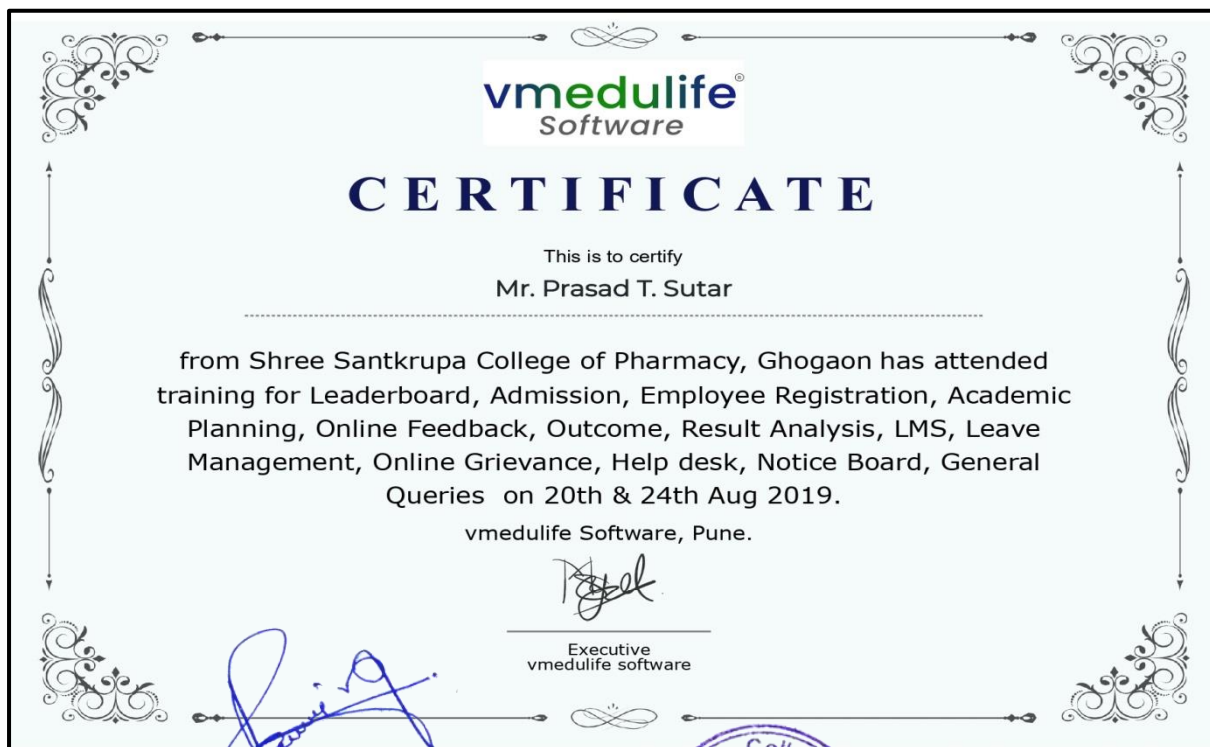 vmedulife®
Software
CERTIFICATE
This is to certify
Mr. Prasad T. Sutar
from Shree Santkrupa College of Pharmacy, Ghogaon has attended
training for Leaderboard, Admission, Employee Registration, Academic
Planning, Online Feedback, Outcome, Result Analysis, LMS, Leave
Management, Online Grievance, Help desk, Notice Board, General
Queries on 20th & 24th Aug 2019.
vmedulife Software, Pune.
Executive
vmedulife software